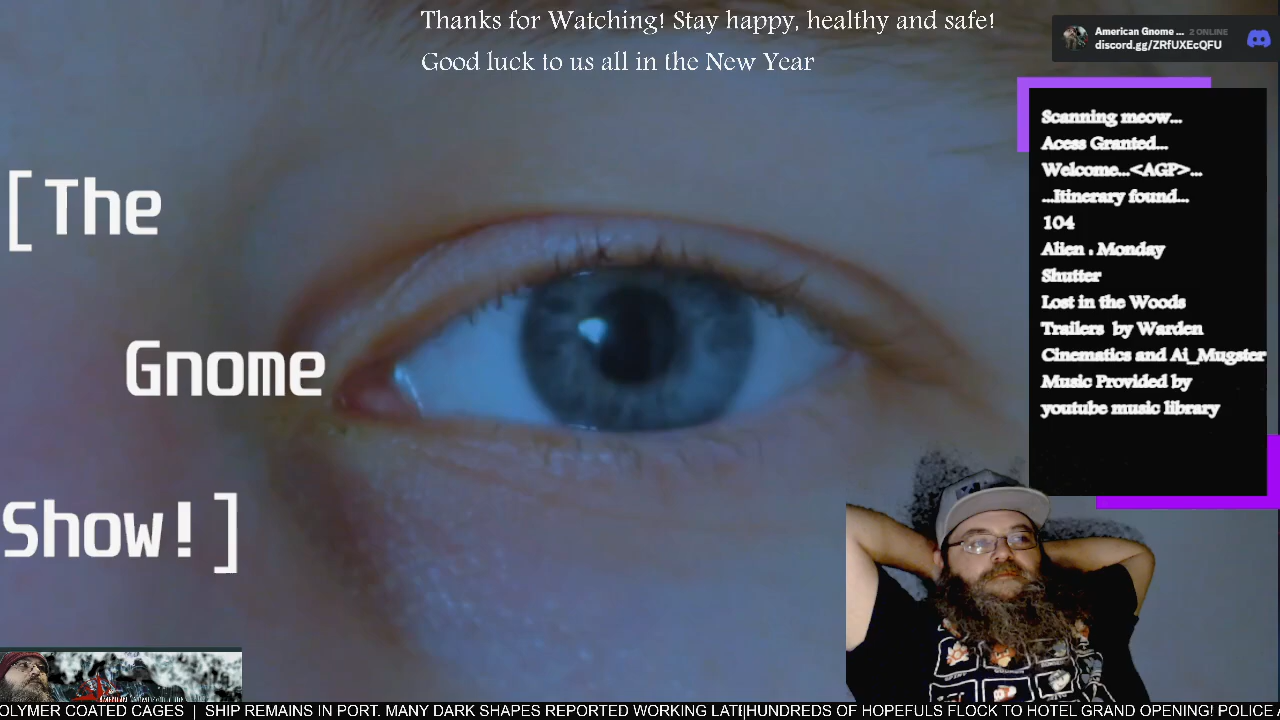 Thanks for Watching! Stay happy, healthy and safe!
Good luck to us all in the New Year
American Gnome ... 2 ONLINE
discord.gg/ZRfUXEcQFU
Scanning meow...
Acess Granted...
Welcome...<AGP>...
...Itinerary found...
104
Alien . Monday
Shutter
Lost in the Woods
Trailers by Warden
Cinematics and Ai_Mugster
Music Provided by
youtube music library
[The
Gnome
Show!]
OLYMER COATED CAGES | SHIP REMAINS IN PORT. MANY DARK SHAPES REPORTED WORKING LATE|HUNDREDS OF HOPEFULS FLOCK TO HOTEL GRAND OPENING! POLICE